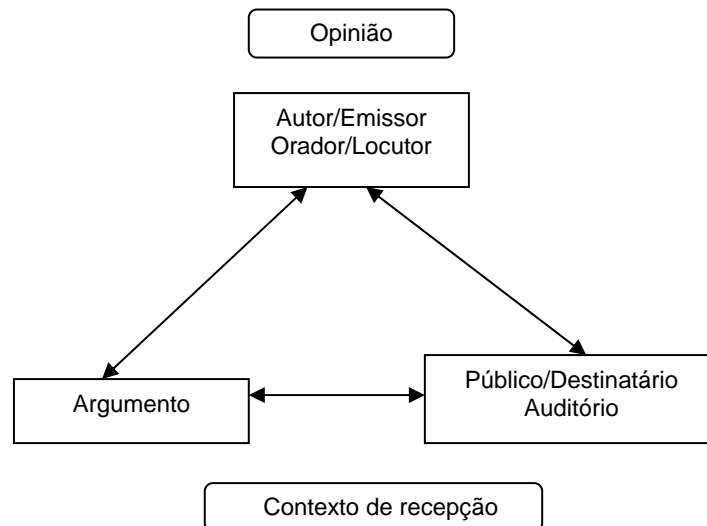 Opinião
Autor/Emissor
Orador/Locutor
Argumento
Público/Destinatário
Auditório
Contexto de recepção